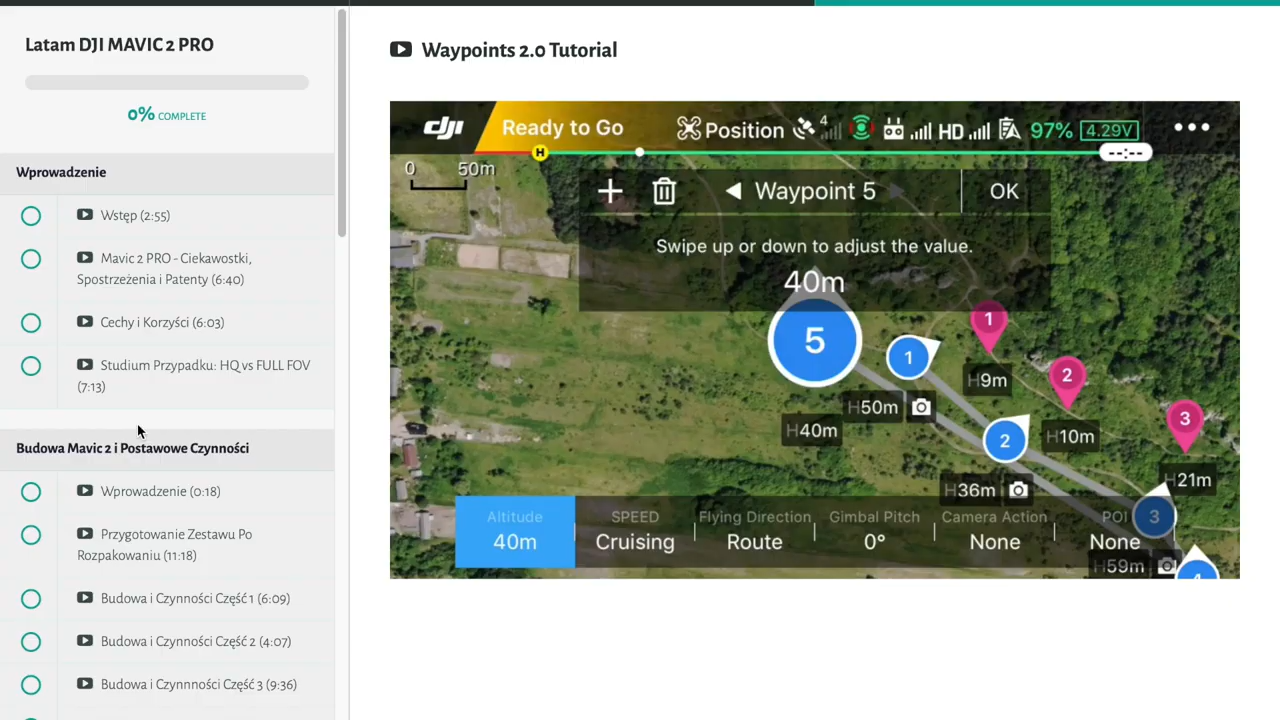 Latam DJI MAVIC 2 PRO
0% COMPLETE
Wprowadzenie
Wstęp (2:55)
Mavic 2 PRO - Ciekawostki,
Spostrzeżenia i Patenty (6:40)
Cechy i Korzyści (6:03)
Studium Przypadku: HQ vs FULL FOV
(7:13)
Budowa Mavic 2 i Postawowe Czynności
Wprowadzenie (0:18)
Przygotowanie Zestawu Po
Rozpakowaniu (11:18)
Budowa i Czynności Część 1 (6:09)
Budowa i Czynności Część 2 (4:07)
Budowa i Czynnności Część 3 (9:36)
Waypoints 2.0 Tutorial
dji Ready to Go Position 4 HD 97% 4.29V
H --:--
0 50m
Waypoint 5 OK
Swipe up or down to adjust the value.
40m
5
1
1
2
3
H9m
H50m
H40m
2
H10m
H36m
H21m
3
H59m
4
Altitude SPEED Flying Direction Gimbal Pitch Camera Action POI
40m Cruising Route 0° None None